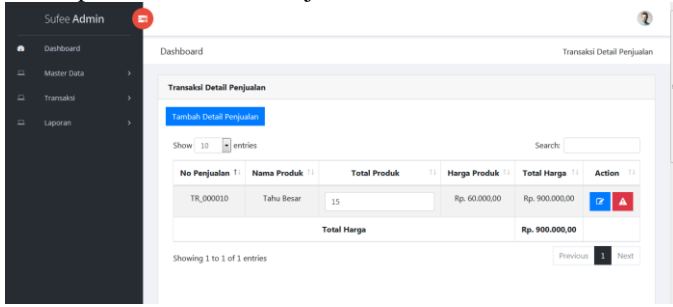 Sufee Admin
Dashboard
Master Data
Transaksi
Laporan
Dashboard
Transaksi Detail Penjualan
Transaksi Detail Penjualan
Tambah Detail Penjualan
Show 10 entries
Search:
No Penjualan Nama Produk Total Produk Harga Produk Total Harga Action
TR_000010 Tahu Besar 15 Rp. 60.000,00 Rp. 900.000,00
Total Harga Rp. 900.000,00
Showing 1 to 1 of 1 entries
Previous 1 Next